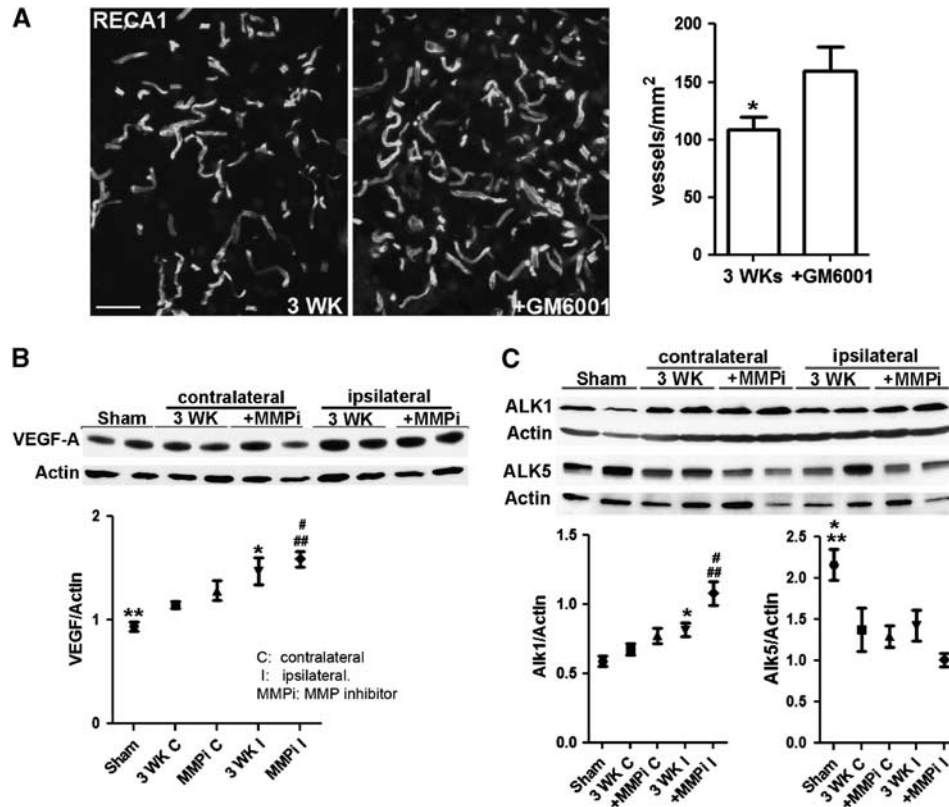 A
RECA1
3 WK
+GM6001
vessels/mm²
200
150
100
50
0
*
3 WKs
+GM6001
B
contralateral
ipsilateral
Sham
3 WK
+MMPi
3 WK
+MMPi
VEGF-A
Actin
VEGF/Actin
2
1
0
**
*
#
##
C: contralateral
I: ipsilateral.
MMPi: MMP inhibitor
Sham
3 WK C
MMPi C
3 WK I
MMPi I
C
contralateral
ipsilateral
Sham
3 WK
+MMPi
3 WK
+MMPi
ALK1
Actin
ALK5
Actin
Alk1/Actin
1.5
1.0
0.5
0.0
*
#
##
Sham
3 WK C
+MMPi C
3 WK I
+MMPi I
Alk5/Actin
2.5
2.0
1.5
1.0
0.5
0.0
*
**
Sham
3 WK C
+MMPi C
3 WK I
+MMPi I